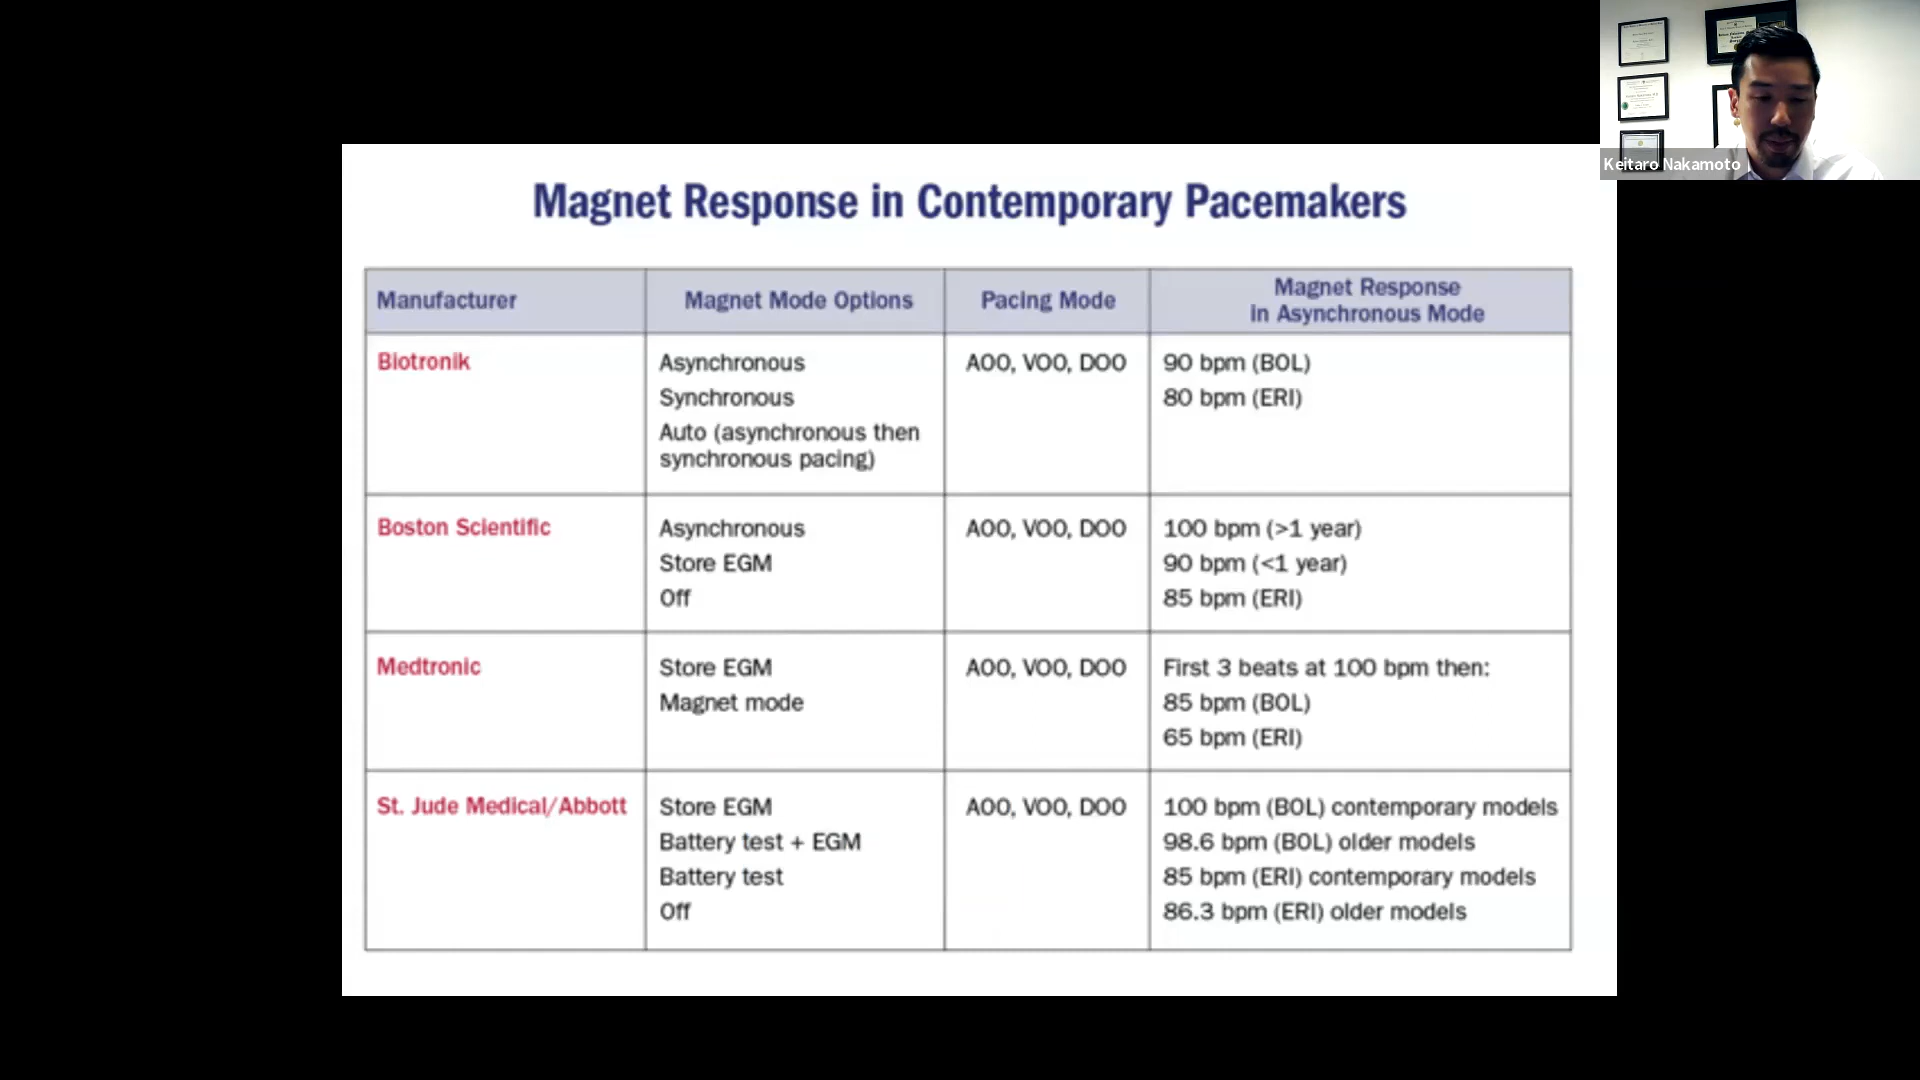 Keitaro Nakamoto
Magnet Response in Contemporary Pacemakers
Manufacturer
Magnet Mode Options
Pacing Mode
Magnet Response
in Asynchronous Mode
Biotronik
Asynchronous
Synchronous
Auto (asynchronous then
synchronous pacing)
AOO, VOO, DOO
90 bpm (BOL)
80 bpm (ERI)
Boston Scientific
Asynchronous
Store EGM
Off
AOO, VOO, DOO
100 bpm (>1 year)
90 bpm (<1 year)
85 bpm (ERI)
Medtronic
Store EGM
Magnet mode
AOO, VOO, DOO
First 3 beats at 100 bpm then:
85 bpm (BOL)
65 bpm (ERI)
St. Jude Medical/Abbott
Store EGM
Battery test + EGM
Battery test
Off
AOO, VOO, DOO
100 bpm (BOL) contemporary models
98.6 bpm (BOL) older models
85 bpm (ERI) contemporary models
86.3 bpm (ERI) older models